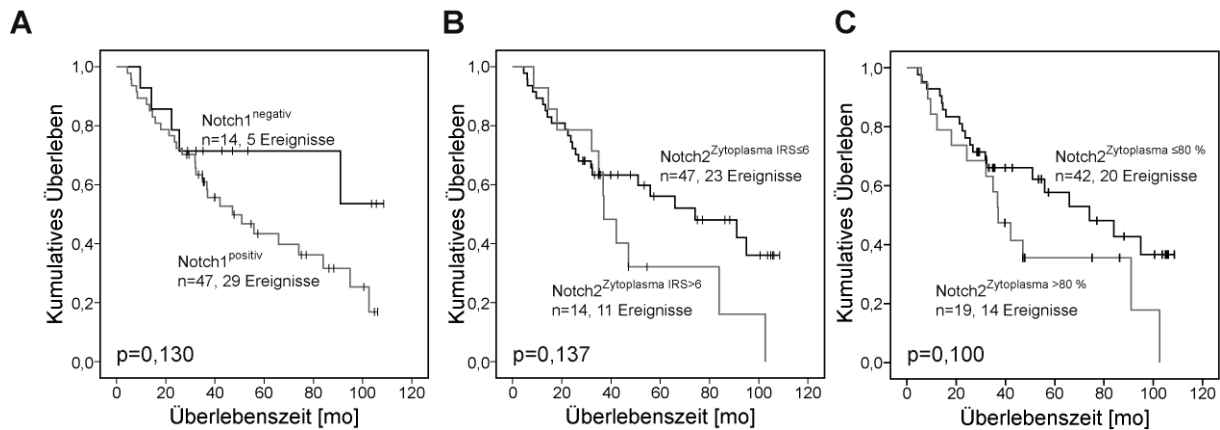 A
Kumulatives Überleben
1,0
0,8
0,6
0,4
0,2
0,0
Notch1negativ
n=14, 5 Ereignisse
Notch1positiv
n=47, 29 Ereignisse
p=0,130
0 20 40 60 80 100 120
Überlebenszeit [mo]
B
Kumulatives Überleben
1,0
0,8
0,6
0,4
0,2
0,0
Notch2Zytoplasma IRS≤6
n=47, 23 Ereignisse
Notch2Zytoplasma IRS>6
n=14, 11 Ereignisse
p=0,137
0 20 40 60 80 100 120
Überlebenszeit [mo]
C
Kumulatives Überleben
1,0
0,8
0,6
0,4
0,2
0,0
Notch2Zytoplasma ≤80 %
n=42, 20 Ereignisse
Notch2Zytoplasma >80 %
n=19, 14 Ereignisse
p=0,100
0 20 40 60 80 100 120
Überlebenszeit [mo]